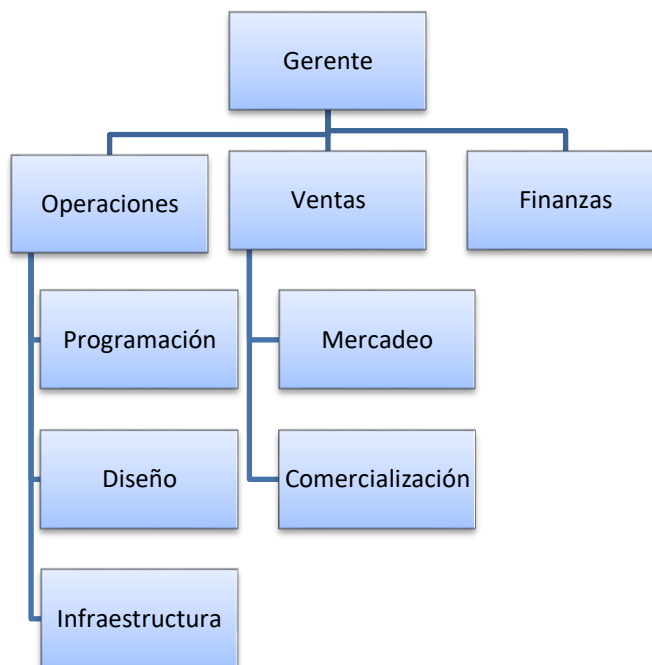 Gerente
Operaciones
Ventas
Finanzas
Programación
Mercadeo
Diseño
Comercialización
Infraestructura